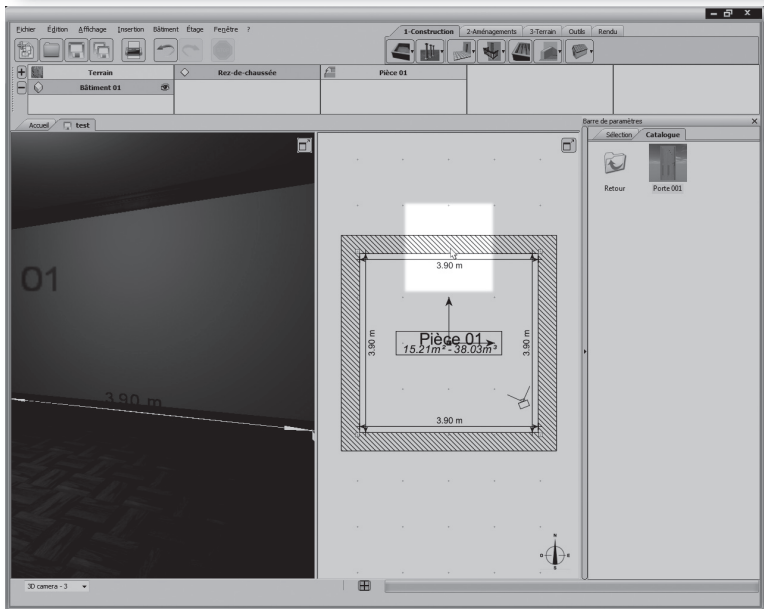 Fichier Édition Affichage Insertion Bâtiment Étage Fenêtre ?
1-Construction 2-Aménagements 3-Terrain Outils Rendu
Terrain Rez-de-chaussée Pièce 01
Bâtiment 01
Accueil test
Barre de paramètres
Sélection Catalogue
Retour Porte 001
01
3.90 m
3.90 m
3.90 m
Pièce 01
15.21m² - 38.03m³
3.90 m
3.90 m
N
O E
S
3D camera - 3